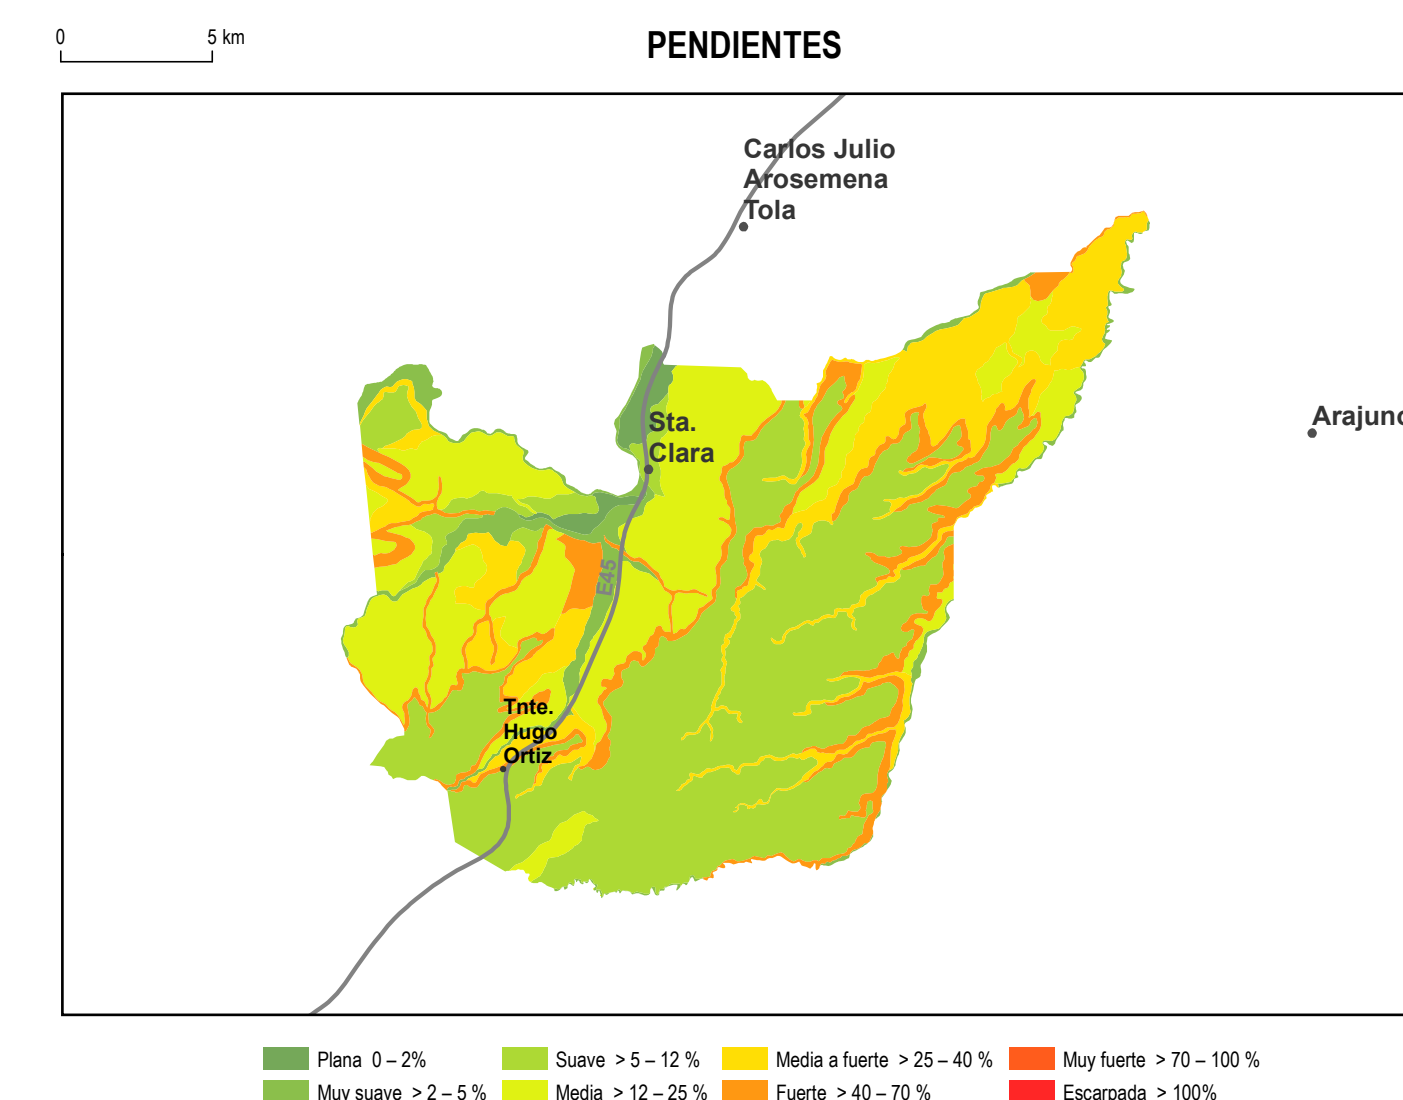 0 5 km
PENDIENTES
Carlos Julio
Arosemena
Tola
Arajuno
Sta.
Clara
E45
Tnte.
Hugo
Ortiz
Plana 0 – 2%
Suave > 5 – 12 %
Media a fuerte > 25 – 40 %
Muy fuerte > 70 – 100 %
Muy suave > 2 – 5 %
Media > 12 – 25 %
Fuerte > 40 – 70 %
Escarpada > 100%